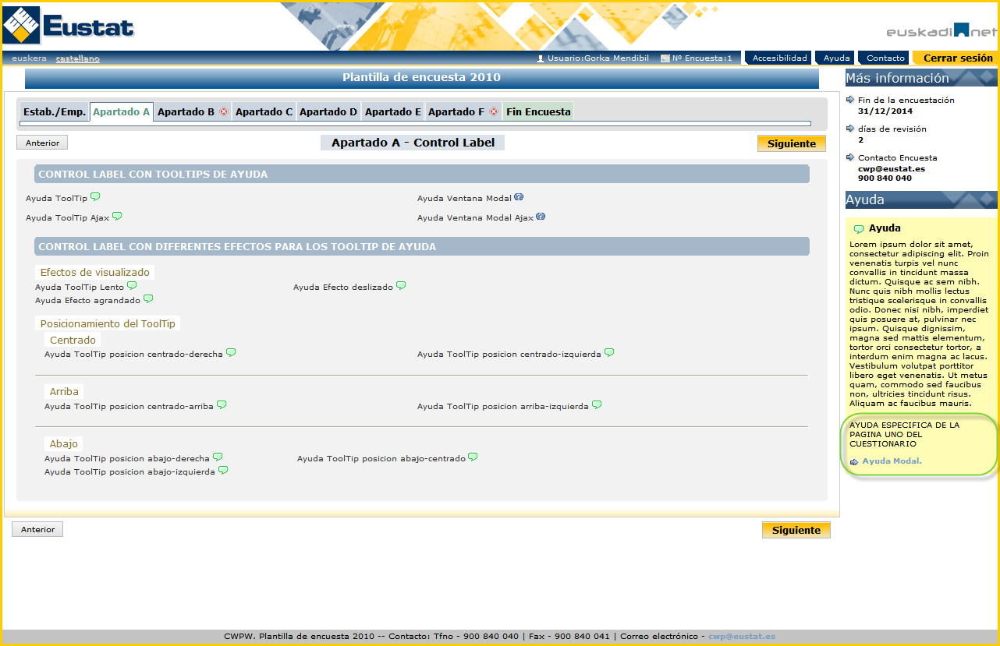 Eustat
euskadi net
euskera castellano Usuario:Gorka Mendibil Nº Encuesta:1 Accesibilidad Ayuda Contacto Cerrar sesión
Plantilla de encuesta 2010
Estab./Emp. Apartado A Apartado B Apartado C Apartado D Apartado E Apartado F Fin Encuesta
Anterior Apartado A - Control Label Siguiente
CONTROL LABEL CON TOOLTIPS DE AYUDA
Ayuda ToolTip Ayuda Ventana Modal
Ayuda ToolTip Ajax Ayuda Ventana Modal Ajax
CONTROL LABEL CON DIFERENTES EFECTOS PARA LOS TOOLTIP DE AYUDA
Efectos de visualizado
Ayuda ToolTip Lento Ayuda Efecto deslizado
Ayuda Efecto agrandado
Posicionamiento del ToolTip
Centrado
Ayuda ToolTip posicion centrado-derecha Ayuda ToolTip posicion centrado-izquierda
Arriba
Ayuda ToolTip posicion centrado-arriba Ayuda ToolTip posicion arriba-izquierda
Abajo
Ayuda ToolTip posicion abajo-derecha Ayuda ToolTip posicion abajo-centrado
Ayuda ToolTip posicion abajo-izquierda
Anterior Siguiente
Más información
Fin de la encuestación
31/12/2014
días de revisión
2
Contacto Encuesta
cwp@eustat.es
900 840 040
Ayuda
Ayuda
Lorem ipsum dolor sit amet,
consectetur adipiscing elit. Proin
venenatis turpis vel nunc
convallis in tincidunt massa
dictum. Quisque ac sem nibh.
Nunc quis nibh mollis lectus
tristique scelerisque in convallis
odio. Donec nisi nibh, imperdiet
quis posuere at, pulvinar nec
ipsum. Quisque dignissim,
magna sed mattis elementum,
tortor orci consectetur tortor, a
interdum enim magna ac lacus.
Vestibulum volutpat porttitor
libero eget venenatis. Ut metus
quam, commodo sed faucibus
non, ultricies tincidunt risus.
Aliquam ac faucibus mauris.
AYUDA ESPECIFICA DE LA
PAGINA UNO DEL
CUESTIONARIO
Ayuda Modal.
CWPW. Plantilla de encuesta 2010 -- Contacto: Tfno - 900 840 040 | Fax - 900 840 041 | Correo electrónico - cwp@eustat.es